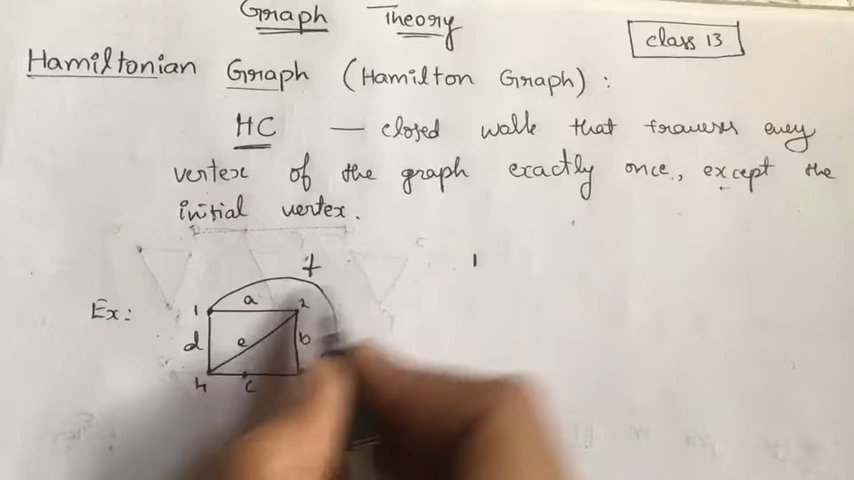 Graph Theory
class 13
Hamiltonian Graph (Hamilton Graph) :
HC — closed walk that travers every
vertex of the graph exactly once, except the
initial vertex.
f
1 a 2
Ex: d e b
4 c